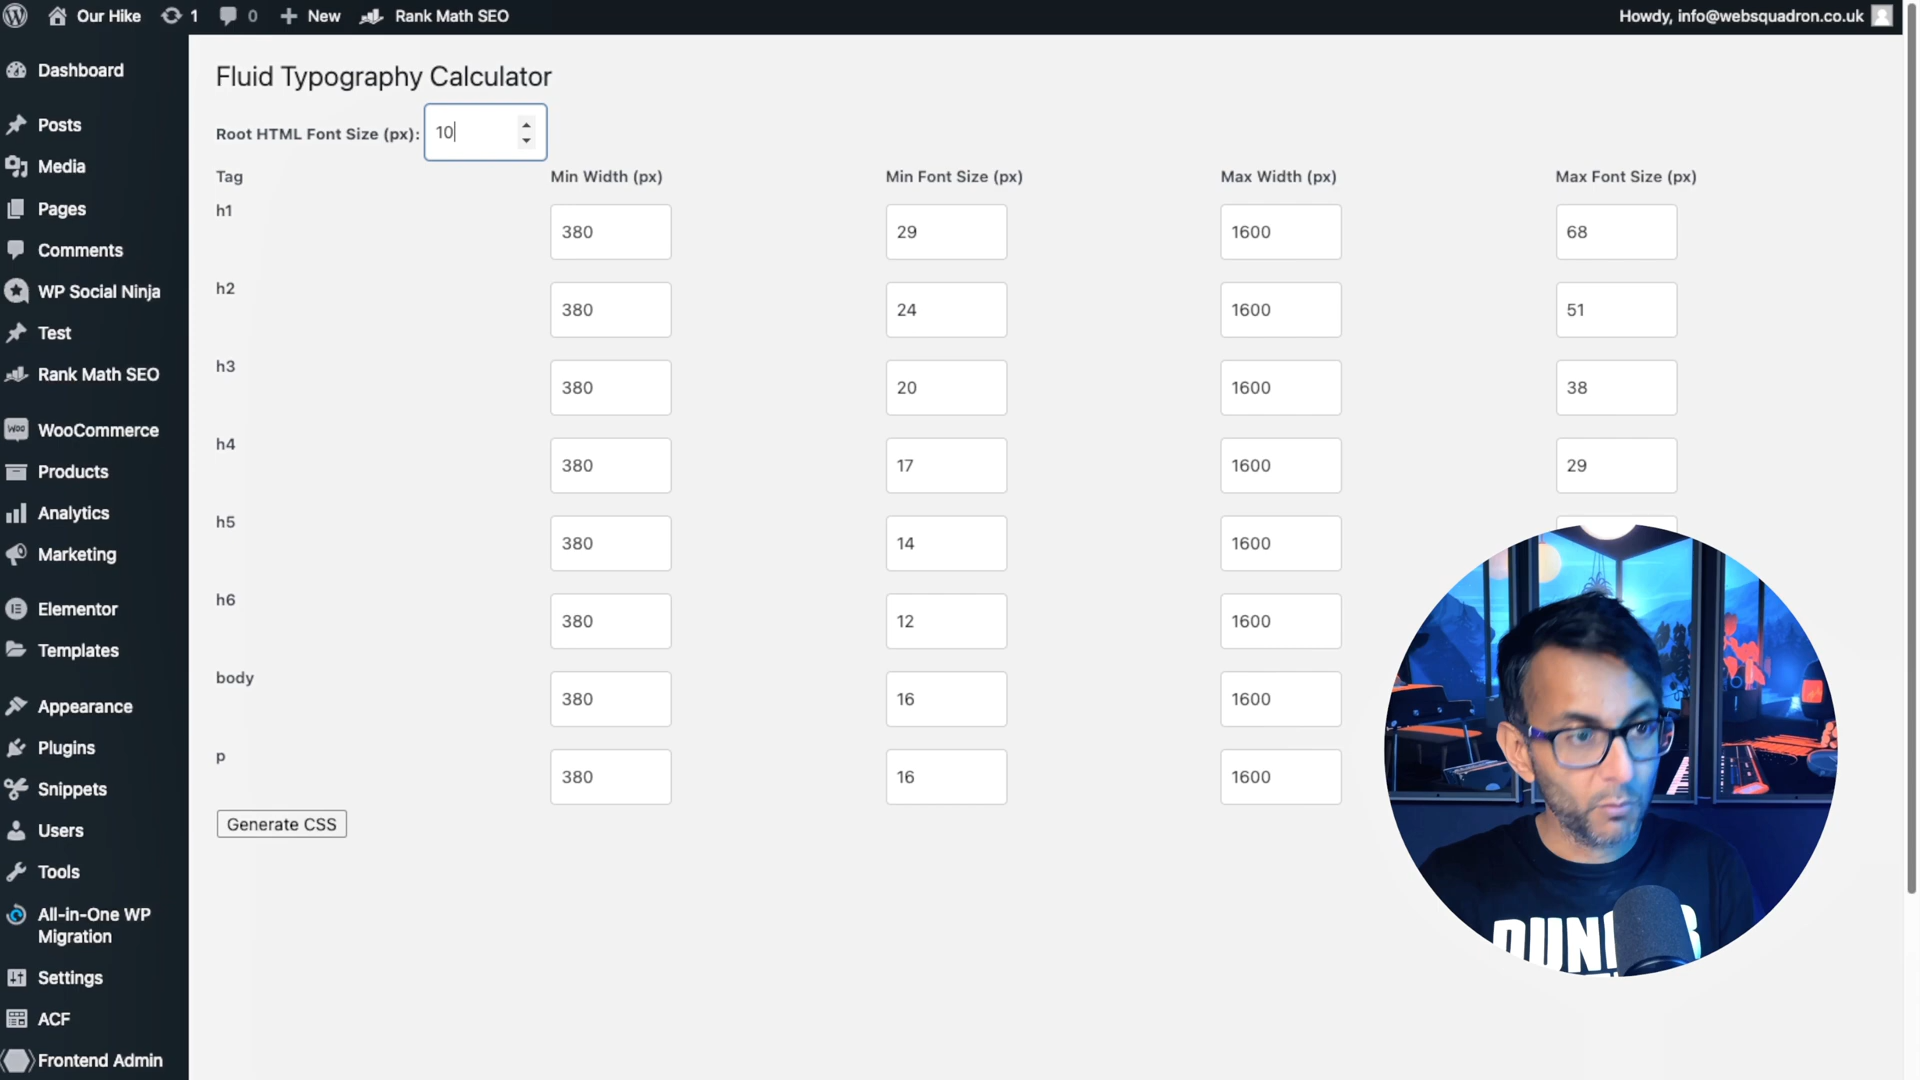 Our Hike 1 0 New Rank Math SEO Howdy, info@websquadron.co.uk
Dashboard
Posts
Media
Pages
Comments
WP Social Ninja
Test
Rank Math SEO
Woo WooCommerce
Products
Analytics
Marketing
Elementor
Templates
Appearance
Plugins
Snippets
Users
Tools
All-in-One WP
Migration
Settings
ACF
Frontend Admin
Fluid Typography Calculator
Root HTML Font Size (px): 10
Tag Min Width (px) Min Font Size (px) Max Width (px) Max Font Size (px)
h1 380 29 1600 68
h2 380 24 1600 51
h3 380 20 1600 38
h4 380 17 1600 29
h5 380 14 1600
h6 380 12 1600
body 380 16 1600
p 380 16 1600
Generate CSS